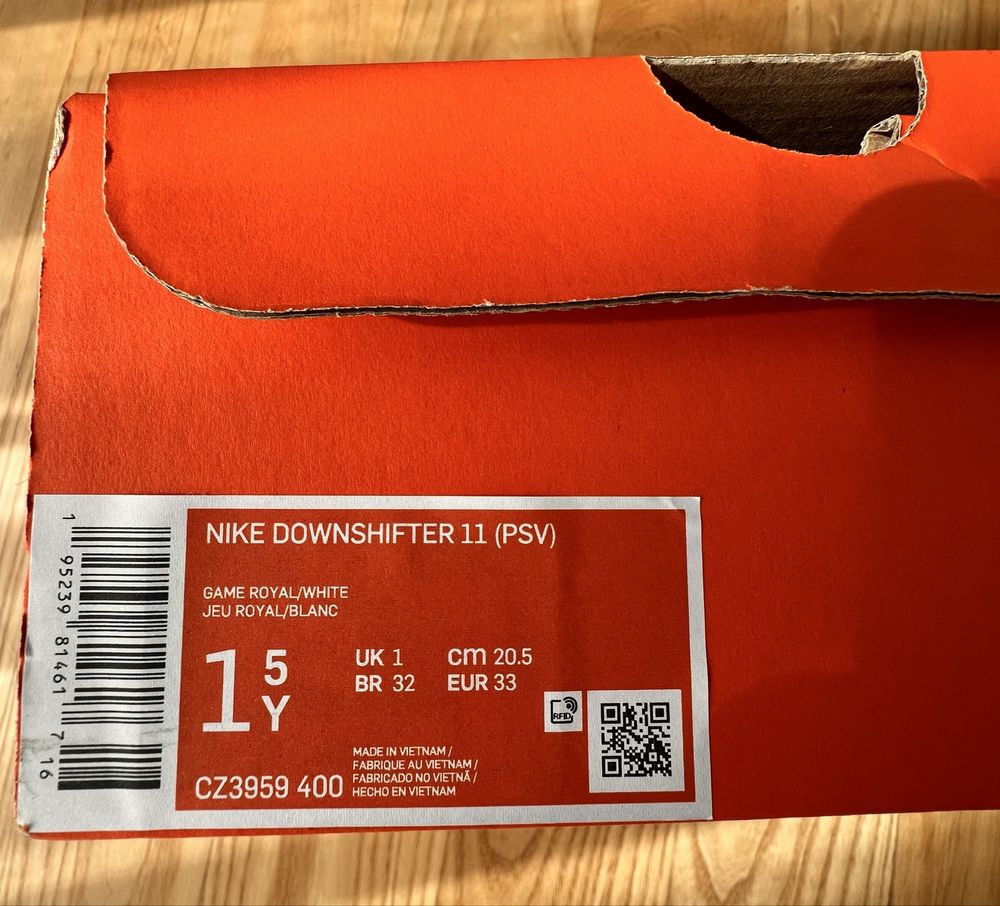 NIKE DOWNSHIFTER 11 (PSV)
GAME ROYAL/WHITE
JEU ROYAL/BLANC
1 5 Y
UK 1 cm 20.5
BR 32 EUR 33
RFID
MADE IN VIETNAM /
FABRIQUE AU VIETNAM /
FABRICADO NO VIETNÃ /
HECHO EN VIETNAM
CZ3959 400
1 95239 81461 7 16